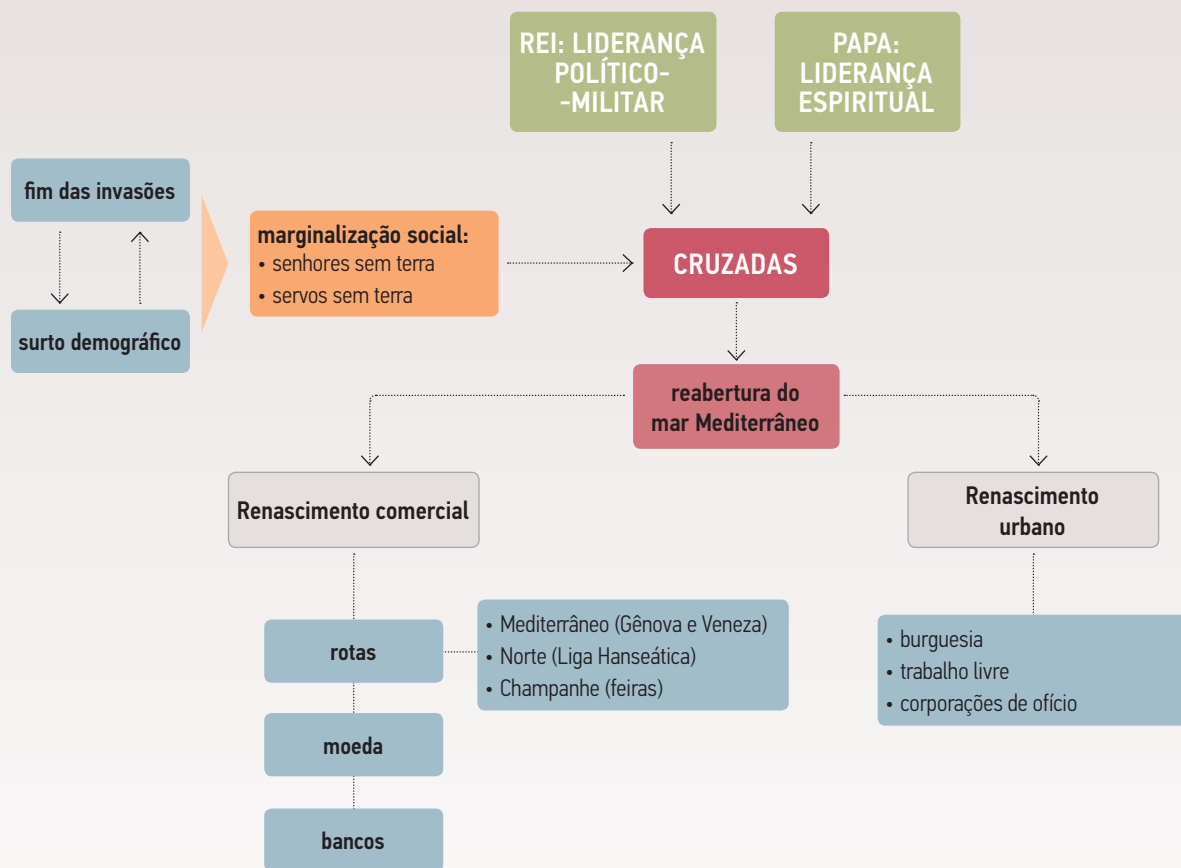 REI: LIDERANÇA
POLÍTICO-
-MILITAR
PAPA:
LIDERANÇA
ESPIRITUAL
fim das invasões
surto demográfico
marginalização social:
• senhores sem terra
• servos sem terra
CRUZADAS
reabertura do
mar Mediterrâneo
Renascimento comercial
Renascimento
urbano
rotas
• Mediterrâneo (Gênova e Veneza)
• Norte (Liga Hanseática)
• Champanhe (feiras)
moeda
bancos
• burguesia
• trabalho livre
• corporações de ofício